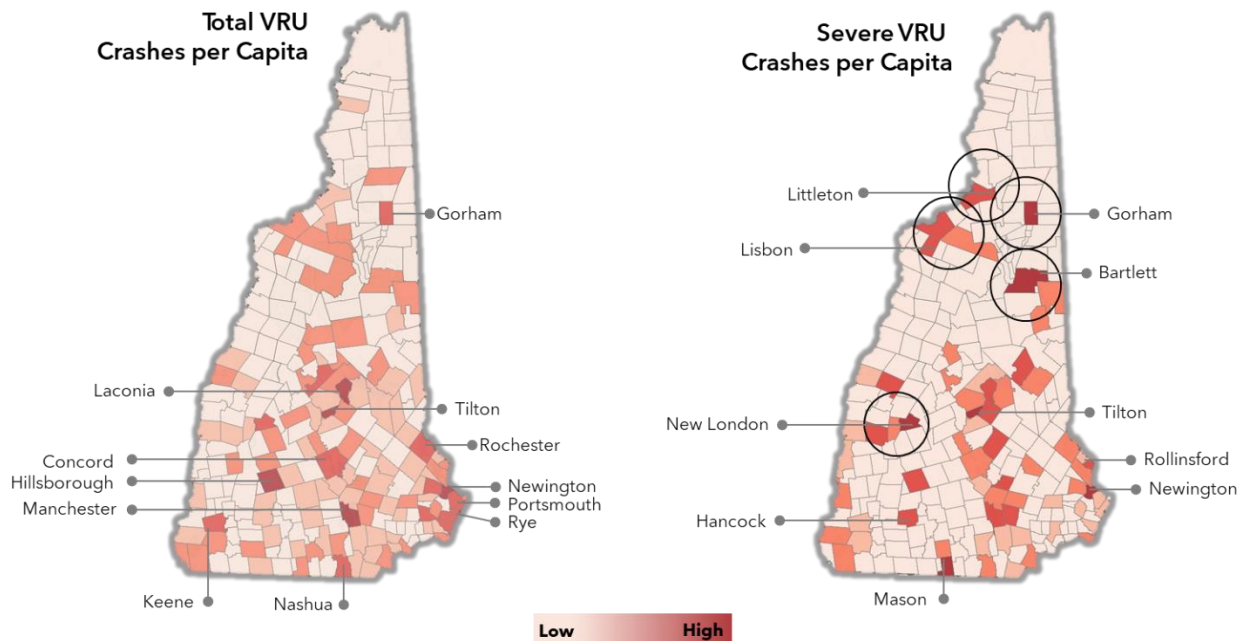 Total VRU
Crashes per Capita
Gorham
Laconia
Tilton
Rochester
Concord
Hillsborough
Newington
Manchester
Portsmouth
Rye
Keene
Nashua
Severe VRU
Crashes per Capita
Littleton
Gorham
Lisbon
Bartlett
New London
Tilton
Rollinsford
Newington
Hancock
Mason
Low High